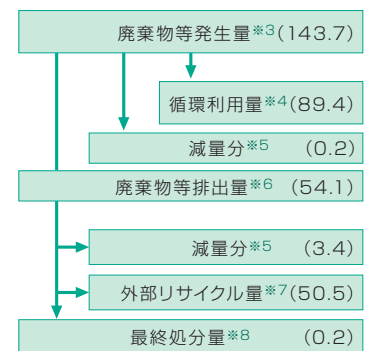 廃棄物等発生量※3(143.7)
循環利用量※4(89.4)
減量分※5 (0.2)
廃棄物等排出量※6 (54.1)
減量分※5 (3.4)
外部リサイクル量※7(50.5)
最終処分量※8 (0.2)